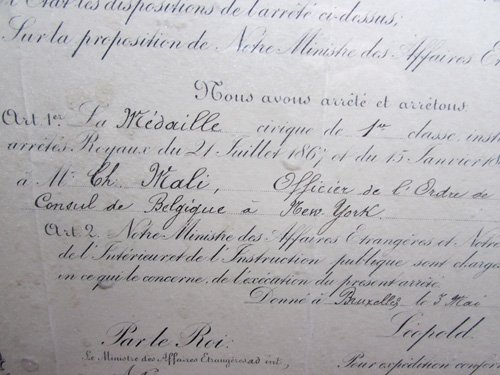 l'Etat les dispositions de l'arrêté ci-dessus;
Sur la proposition de Notre Ministre des Affaires E
Nous avons arrêté et arrêtons
Art 1er La Médaille civique de 1re classe, inst
arrêtés Royaux du 21 Juillet 1867 et du 15 Janvier 18
à Mr Ch. Mali, Officier de l'Ordre de
Consul de Belgique à New York.
Art 2. Notre Ministre des Affaires Etrangères et Notre
de l'Intérieur et de l'Instruction publique sont charges
en ce qui le concerne, de l'exécution du présent arrêté.
Donné à Bruxelles le 3 Mai
Léopold.
Par le Roi:
Le Ministre des Affaires Etrangères ad int,
Pour expédition confor